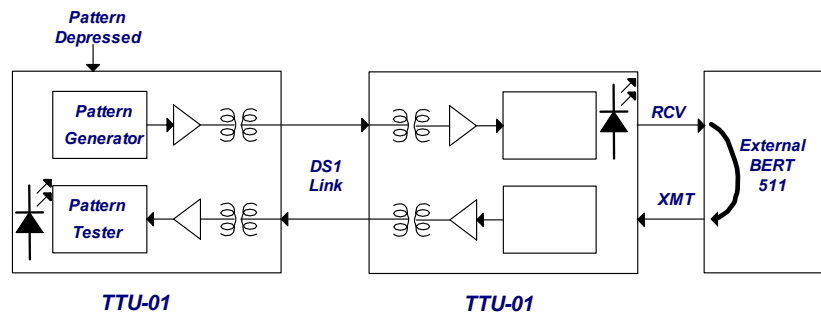 Pattern
Depressed
Pattern
Generator
DS1
Link
Pattern
Tester
RCV
XMT
External
BERT
511
TTU-01
TTU-01